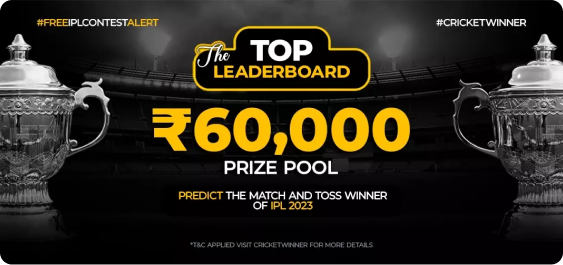 #FREEIPLCONTESTALERT
#CRICKETWINNER
The TOP
LEADERBOARD
₹60,000
PRIZE POOL
PREDICT THE MATCH AND TOSS WINNER
OF IPL 2023
*T&C APPLIED VISIT CRICKETWINNER FOR MORE DETAILS